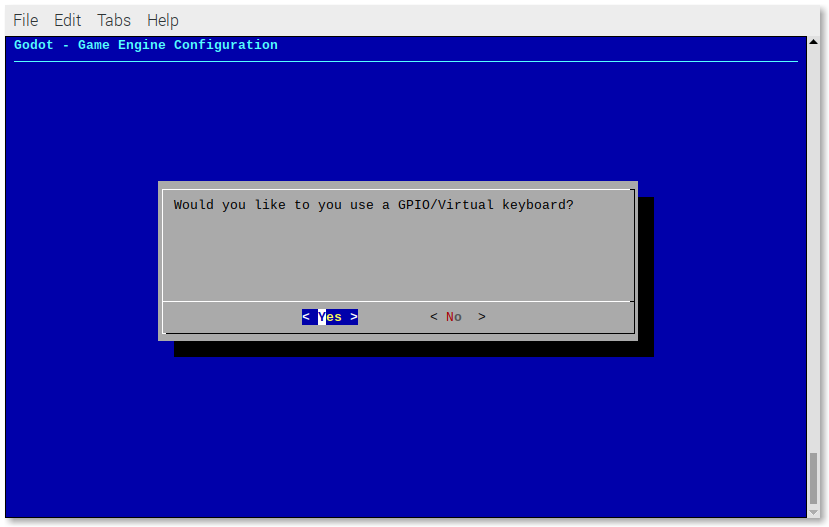 File Edit Tabs Help
Godot - Game Engine Configuration
Would you like to you use a GPIO/Virtual keyboard?
< Yes > < No >